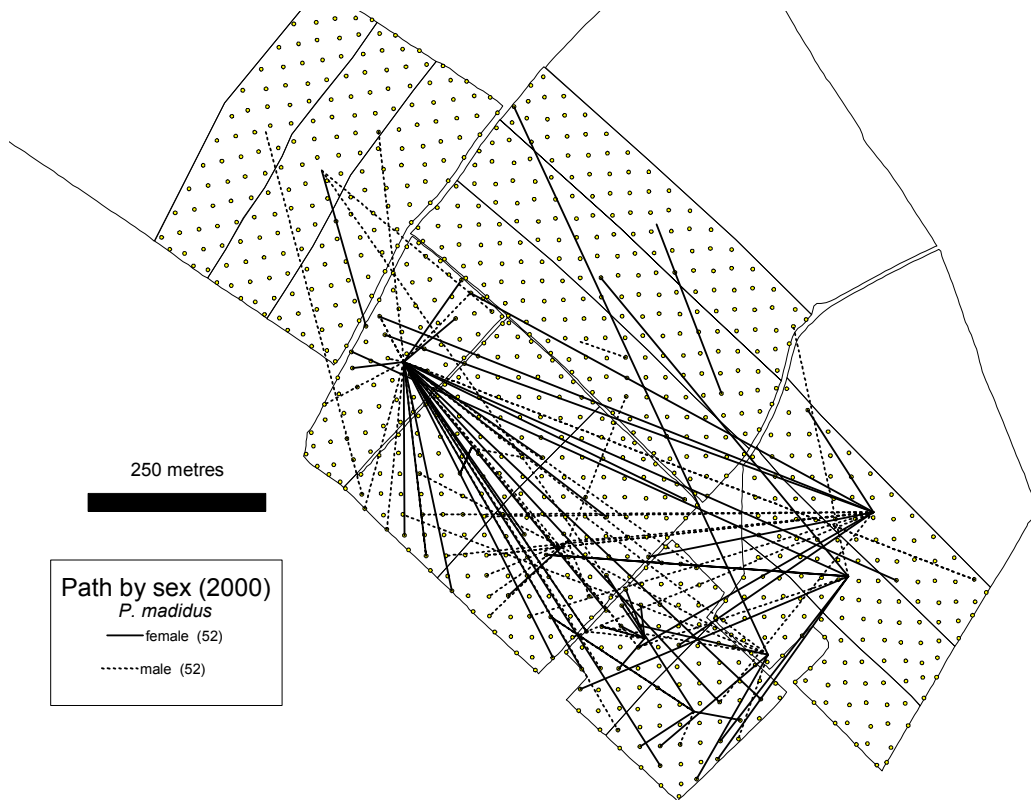 250 metres
Path by sex (2000)
P. madidus
female (52)
male (52)